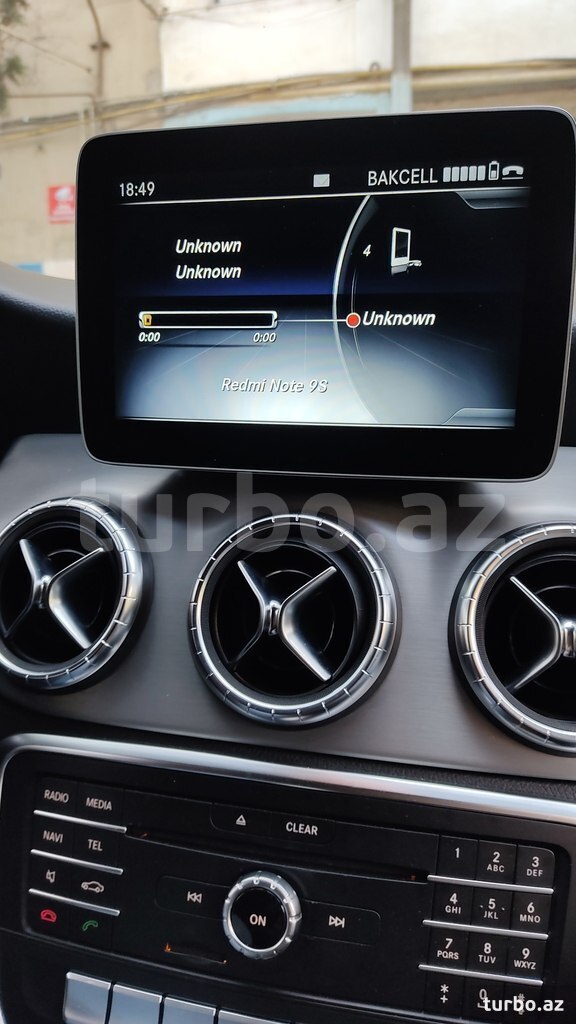 18:49
BAKCELL
Unknown
Unknown
4
Unknown
0:00 0:00
Redmi Note 9S
turbo.az
RADIO MEDIA
NAVI TEL
CLEAR
ON
1 2 ABC 3 DEF
4 GHI 5 JKL 6 MNO
7 PQRS 8 TUV 9 WXYZ
* + 0 #
turbo.az